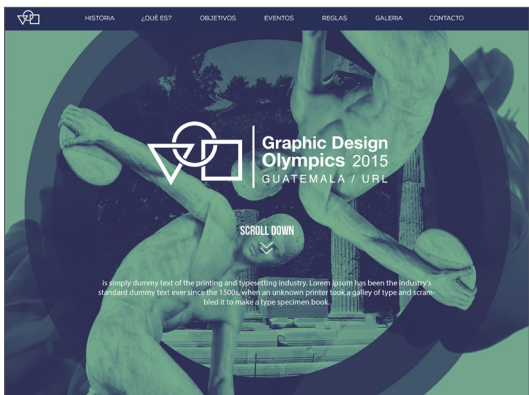 HISTORIA ¿QUÉ ES? OBJETIVOS EVENTOS REGLAS GALERIA CONTACTO
Graphic Design
Olympics 2015
GUATEMALA / URL
SCROLL DOWN
is simply dummy text of the printing and typesetting industry. Lorem Ipsum has been the industry's
standard dummy text ever since the 1500s, when an unknown printer took a galley of type and scram-
bled it to make a type specimen book.